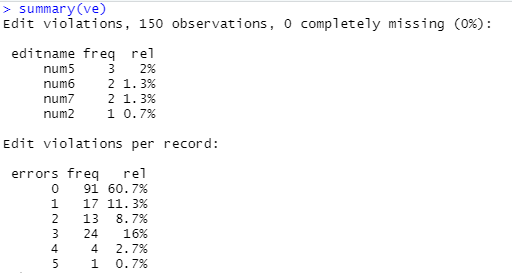 > summary(ve)
Edit violations, 150 observations, 0 completely missing (0%):
editname freq rel
num5 3 2%
num6 2 1.3%
num7 2 1.3%
num2 1 0.7%
Edit violations per record:
errors freq rel
0 91 60.7%
1 17 11.3%
2 13 8.7%
3 24 16%
4 4 2.7%
5 1 0.7%